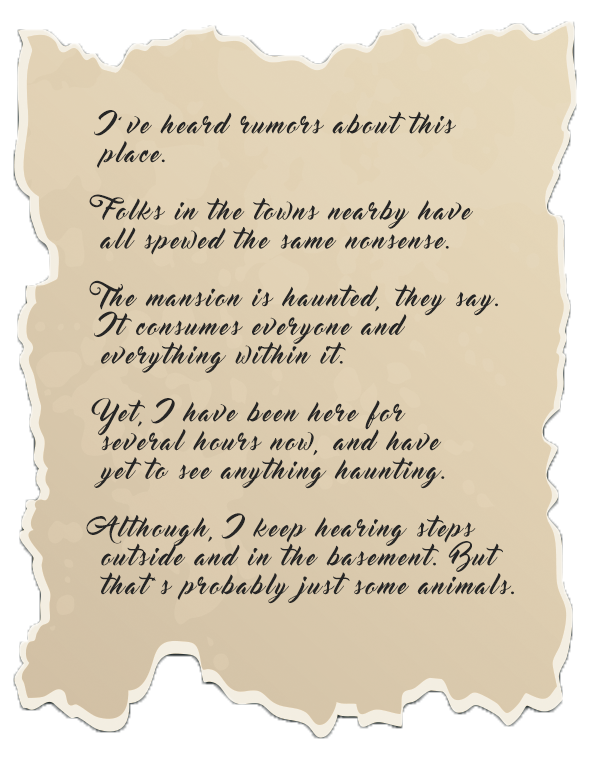 I've heard rumors about this
place.
Folks in the towns nearby have
all spewed the same nonsense.
The mansion is haunted, they say.
It consumes everyone and
everything within it.
Yet, I have been here for
several hours now, and have
yet to see anything haunting.
Although, I keep hearing steps
outside and in the basement. But
that's probably just some animals.